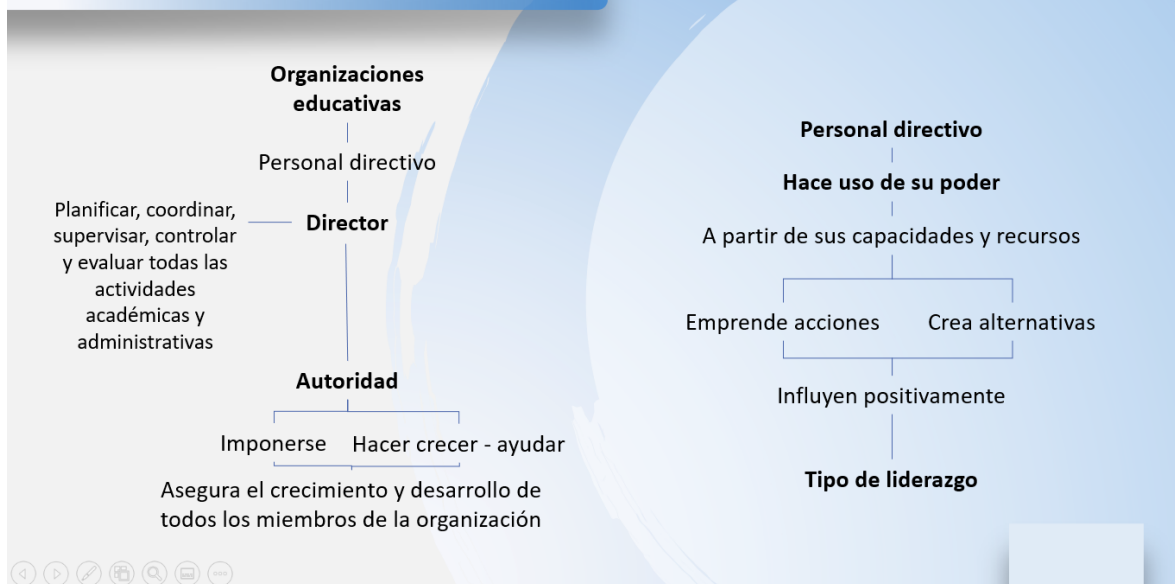 Organizaciones
educativas
Personal directivo
Director
Planificar, coordinar,
supervisar, controlar
y evaluar todas las
actividades
académicas y
administrativas
Autoridad
Imponerse
Hacer crecer - ayudar
Asegura el crecimiento y desarrollo de
todos los miembros de la organización
Personal directivo
Hace uso de su poder
A partir de sus capacidades y recursos
Emprende acciones
Crea alternativas
Influyen positivamente
Tipo de liderazgo